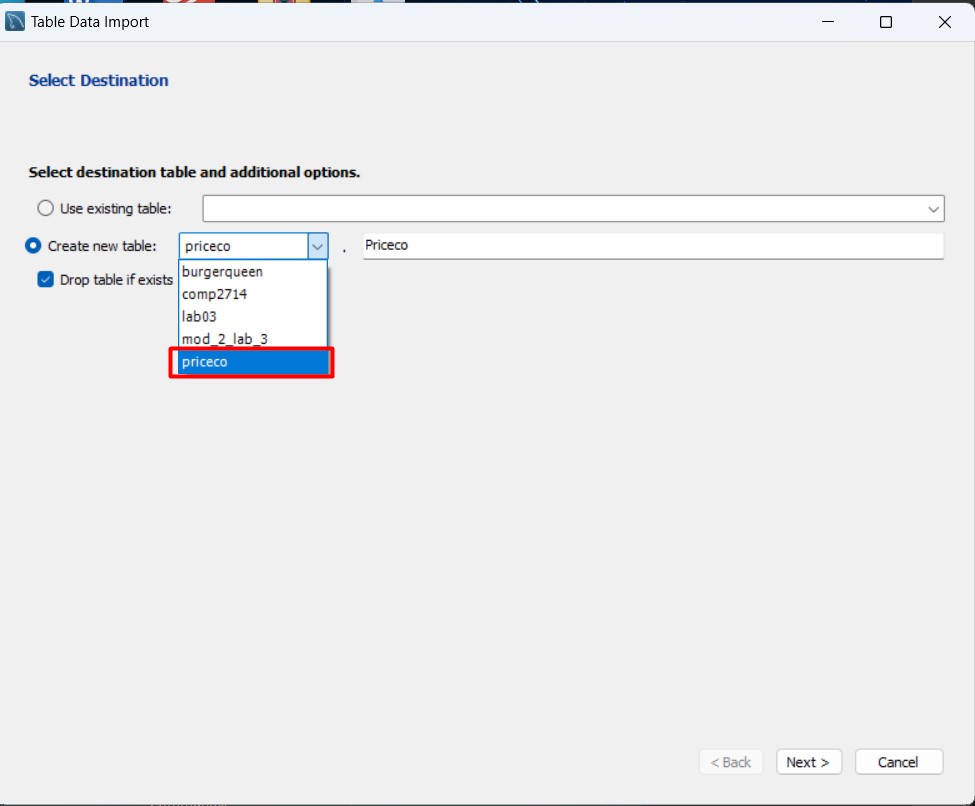 Table Data Import
Select Destination
Select destination table and additional options.
Use existing table:
Create new table: priceco . Priceco
Drop table if exists
burgerqueen
comp2714
lab03
mod_2_lab_3
priceco
< Back Next > Cancel